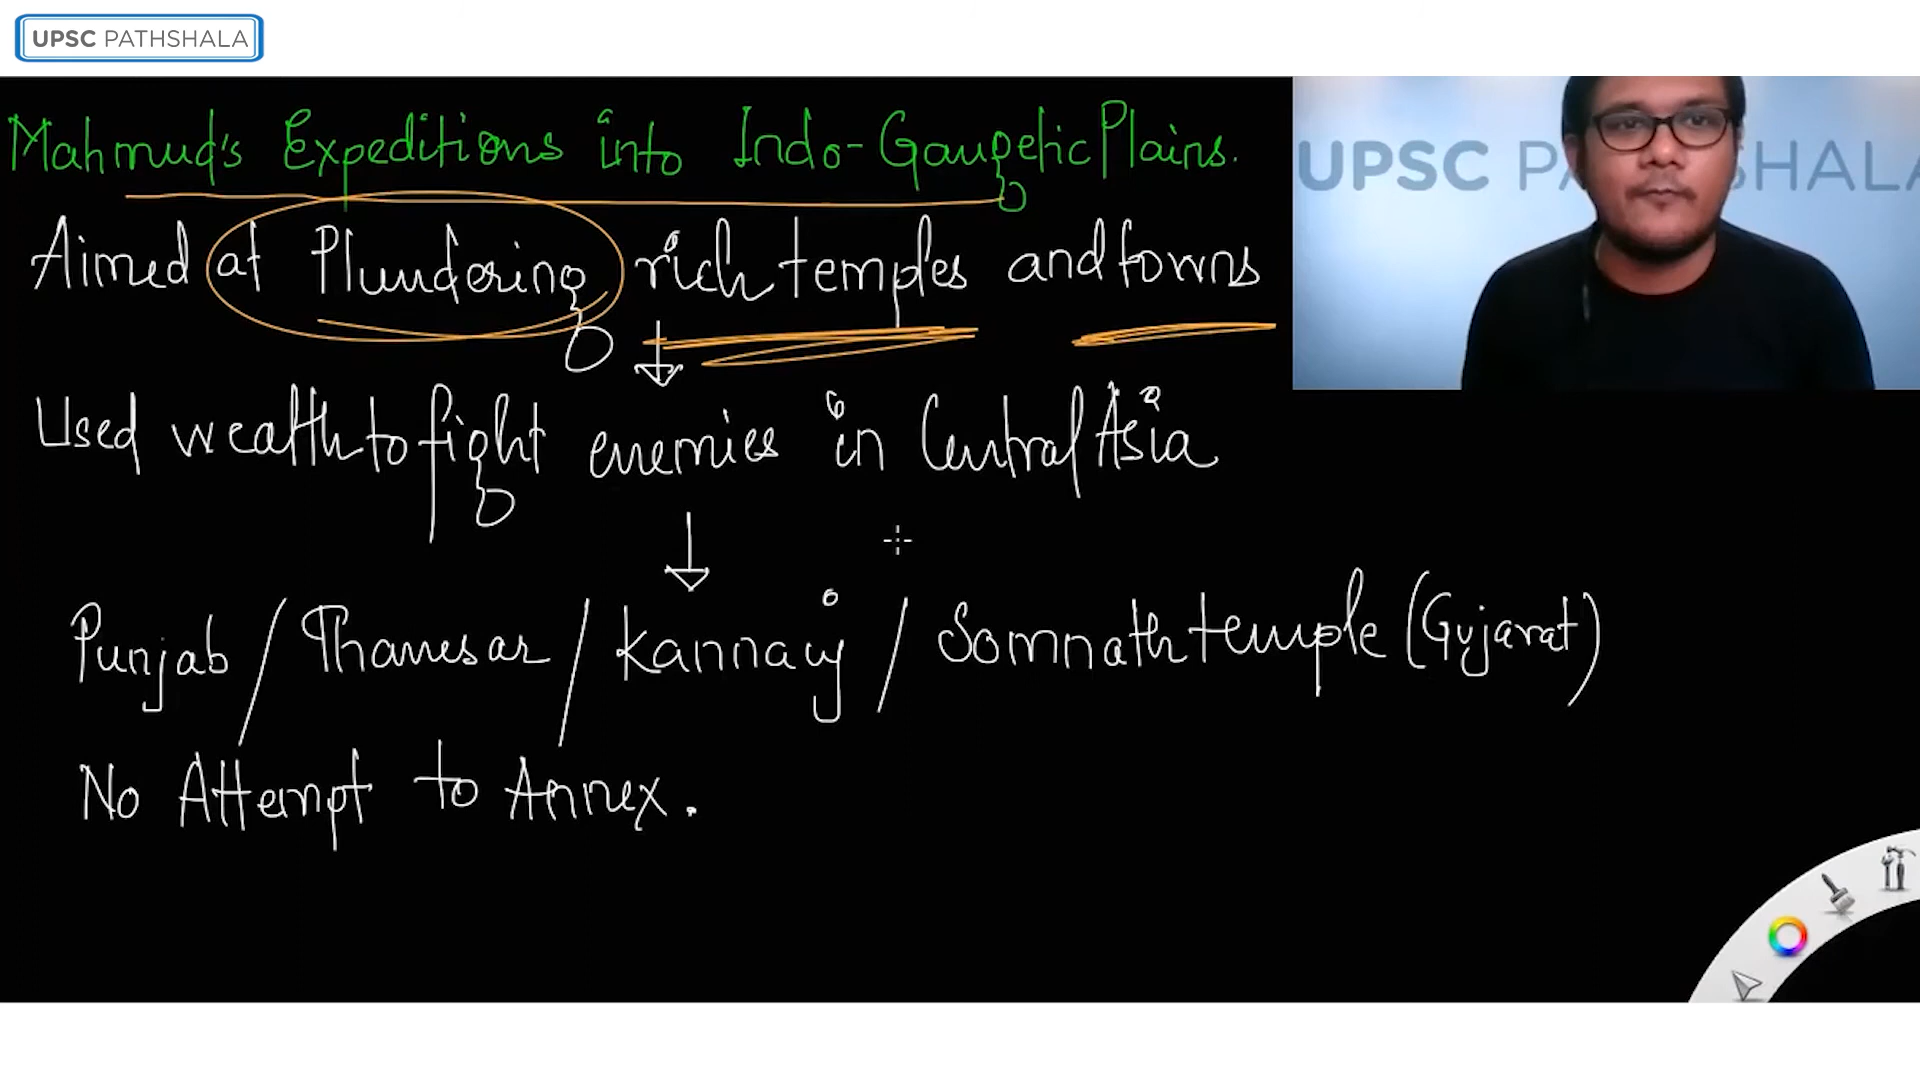 UPSC PATHSHALA
Mahmud's Expeditions into Indo-Gangetic Plains.
UPSC PATHSHALA
Aimed at Plundering rich temples and towns
Used wealth to fight enemies in Central Asia
Punjab / Thanesar / Kannauj / Somnath temple (Gujarat)
No Attempt to Annex.